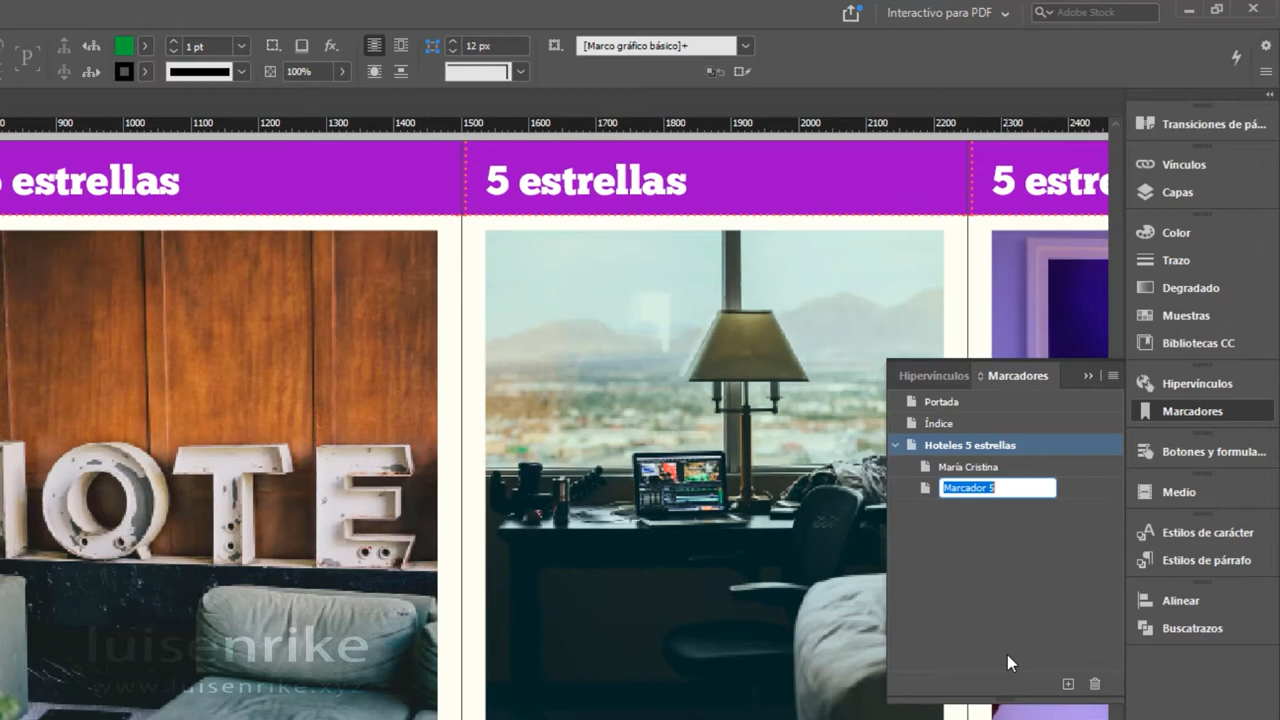 Interactivo para PDF
Adobe Stock
1 pt
12 px
[Marco gráfico básico]+
P
fx.
100%
900 1000 1100 1200 1300 1400 1500 1600 1700 1800 1900 2000 2100 2200 2300 2400
5 estrellas
5 estrellas
5 estre
HOTE
Hipervínculos
Marcadores
Portada
Índice
Hoteles 5 estrellas
María Cristina
Marcador 5
Transiciones de pá...
Vínculos
Capas
Color
Trazo
Degradado
Muestras
Bibliotecas CC
Hipervínculos
Marcadores
Botones y formula...
Medio
Estilos de carácter
Estilos de párrafo
Alinear
Buscatrazos
luisenrike
www.luisenrike.xyz